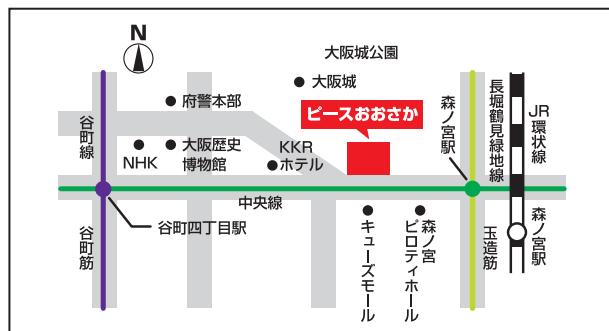 N
大阪城公園
大阪城
府警本部
ピースおおさか
谷町線
NHK
大阪歴史
博物館
KKR
ホテル
森ノ宮駅
長堀鶴見緑地線
JR環状線
中央線
谷町四丁目駅
谷町筋
キューズモール
森ノ宮
ピロティホール
玉造筋
森ノ宮駅